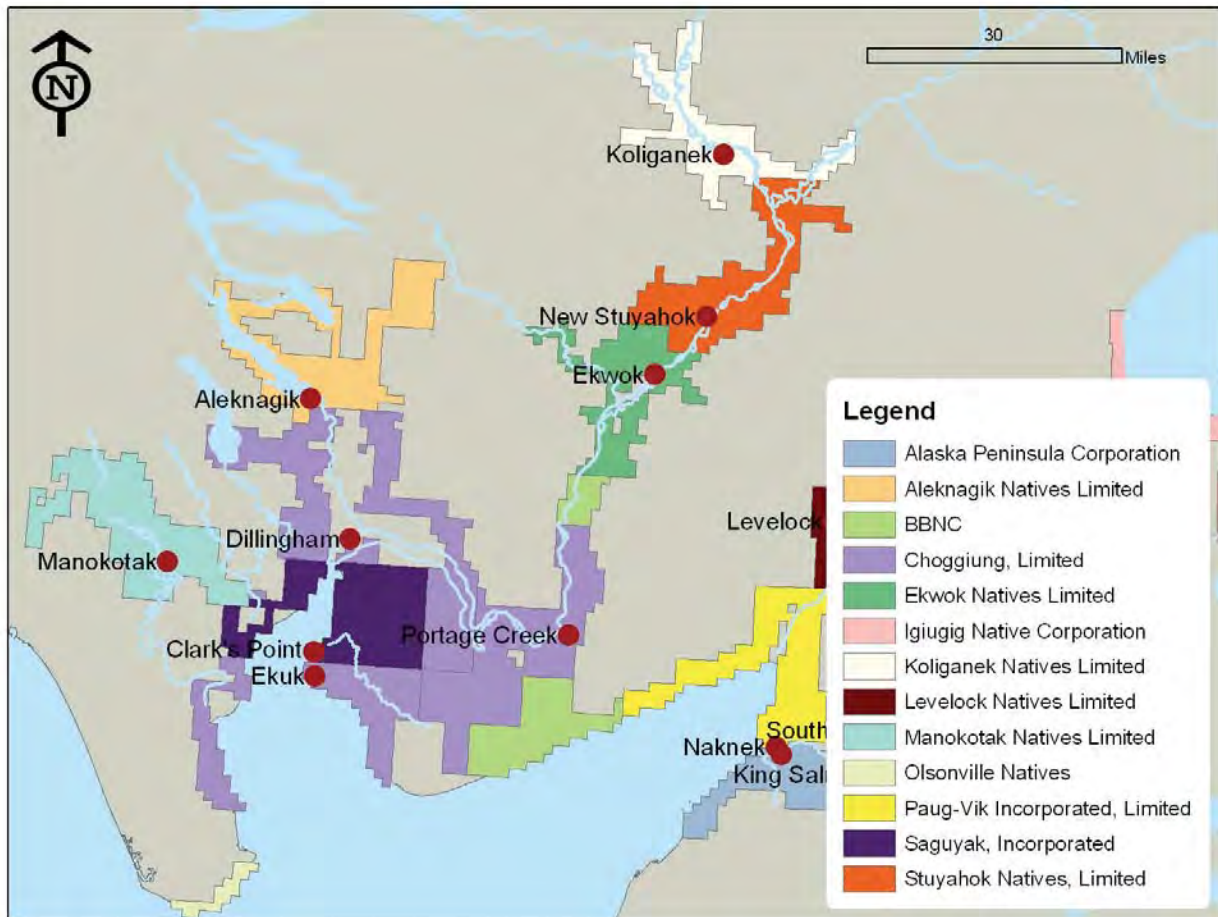 N
30
Miles
Koliganek
New Stuyahok
Ekwok
Aleknagik
Levelock
Dillingham
Manokotak
Portage Creek
Clark's Point
Ekuk
South
Naknek
King Sal
Legend
Alaska Peninsula Corporation
Aleknagik Natives Limited
BBNC
Choggiung, Limited
Ekwok Natives Limited
Igiugig Native Corporation
Koliganek Natives Limited
Levelock Natives Limited
Manokotak Natives Limited
Olsonville Natives
Paug-Vik Incorporated, Limited
Saguyak, Incorporated
Stuyahok Natives, Limited